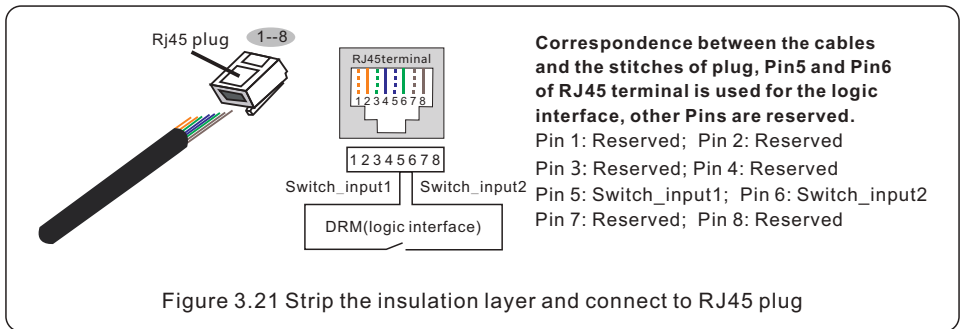 Rj45 plug
1--8
RJ45terminal
1 2 3 4 5 6 7 8
1 2 3 4 5 6 7 8
Switch_input1
Switch_input2
DRM(logic interface)
Correspondence between the cables
and the stitches of plug, Pin5 and Pin6
of RJ45 terminal is used for the logic
interface, other Pins are reserved.
Pin 1: Reserved; Pin 2: Reserved
Pin 3: Reserved; Pin 4: Reserved
Pin 5: Switch_input1; Pin 6: Switch_input2
Pin 7: Reserved; Pin 8: Reserved
Figure 3.21 Strip the insulation layer and connect to RJ45 plug